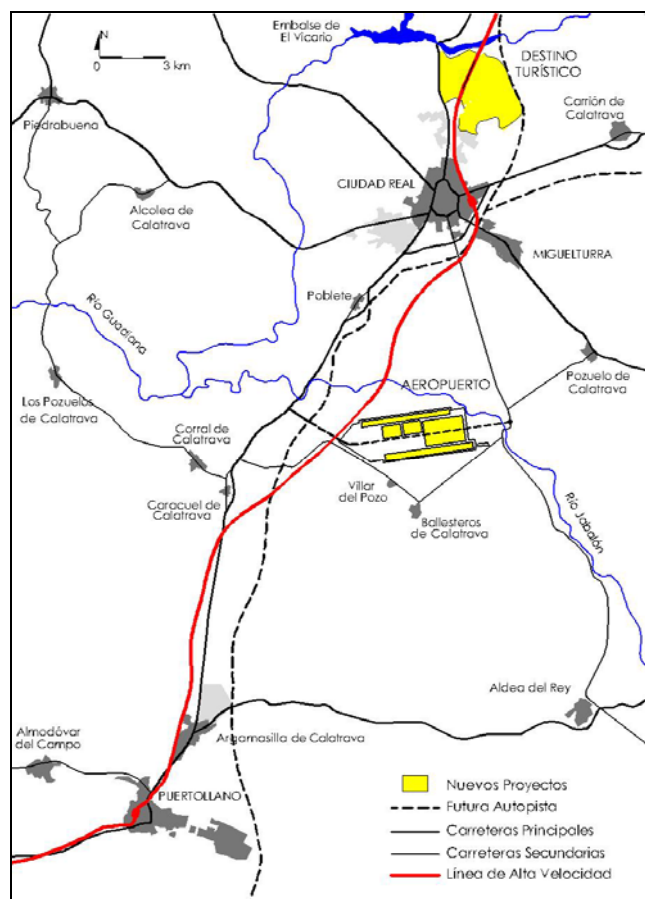 Embalse de
El Vicario
N
0
3 km
DESTINO
TURÍSTICO
Carrión de
Calatrava
Piedrabuena
CIUDAD REAL
Alcolea de
Calatrava
MIGUELTURRA
Poblete
Río Guadiana
Pozuelo de
Calatrava
AEROPUERTO
Los Pozuelos
de Calatrava
Corral de
Calatrava
Villar
del Pozo
Caracuel de
Calatrava
Ballesteros
de Calatrava
Río Jabalón
Aldea del Rey
Argamasilla de Calatrava
Almodóvar
del Campo
PUERTOLLANO
Nuevos Proyectos
Futura Autopista
Carreteras Principales
Carreteras Secundarias
Línea de Alta Velocidad